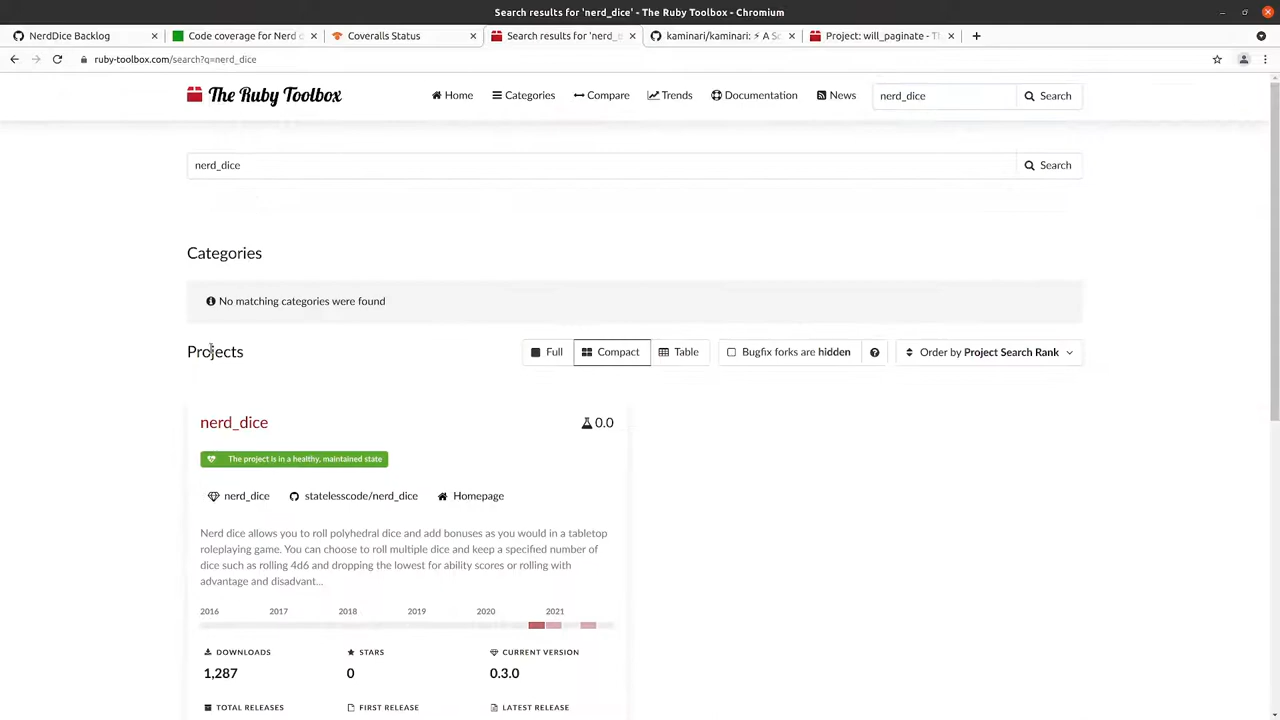 Search results for 'nerd_dice' - The Ruby Toolbox - Chromium
NerdDice Backlog
Code coverage for Nerd
Coveralls Status
Search results for 'nerd_
kaminari/kaminari: ⚡ A Sc
Project: will_paginate - Th
ruby-toolbox.com/search?q=nerd_dice
The Ruby Toolbox
Home
Categories
Compare
Trends
Documentation
News
nerd_dice
Search
nerd_dice
Search
Categories
No matching categories were found
Projects
Full
Compact
Table
Bugfix forks are hidden
Order by Project Search Rank
nerd_dice
0.0
The project is in a healthy, maintained state
nerd_dice
statelesscode/nerd_dice
Homepage
Nerd dice allows you to roll polyhedral dice and add bonuses as you would in a tabletop
roleplaying game. You can choose to roll multiple dice and keep a specified number of
dice such as rolling 4d6 and dropping the lowest for ability scores or rolling with
advantage and disadvant...
2016 2017 2018 2019 2020 2021
DOWNLOADS
1,287
STARS
0
CURRENT VERSION
0.3.0
TOTAL RELEASES
FIRST RELEASE
LATEST RELEASE